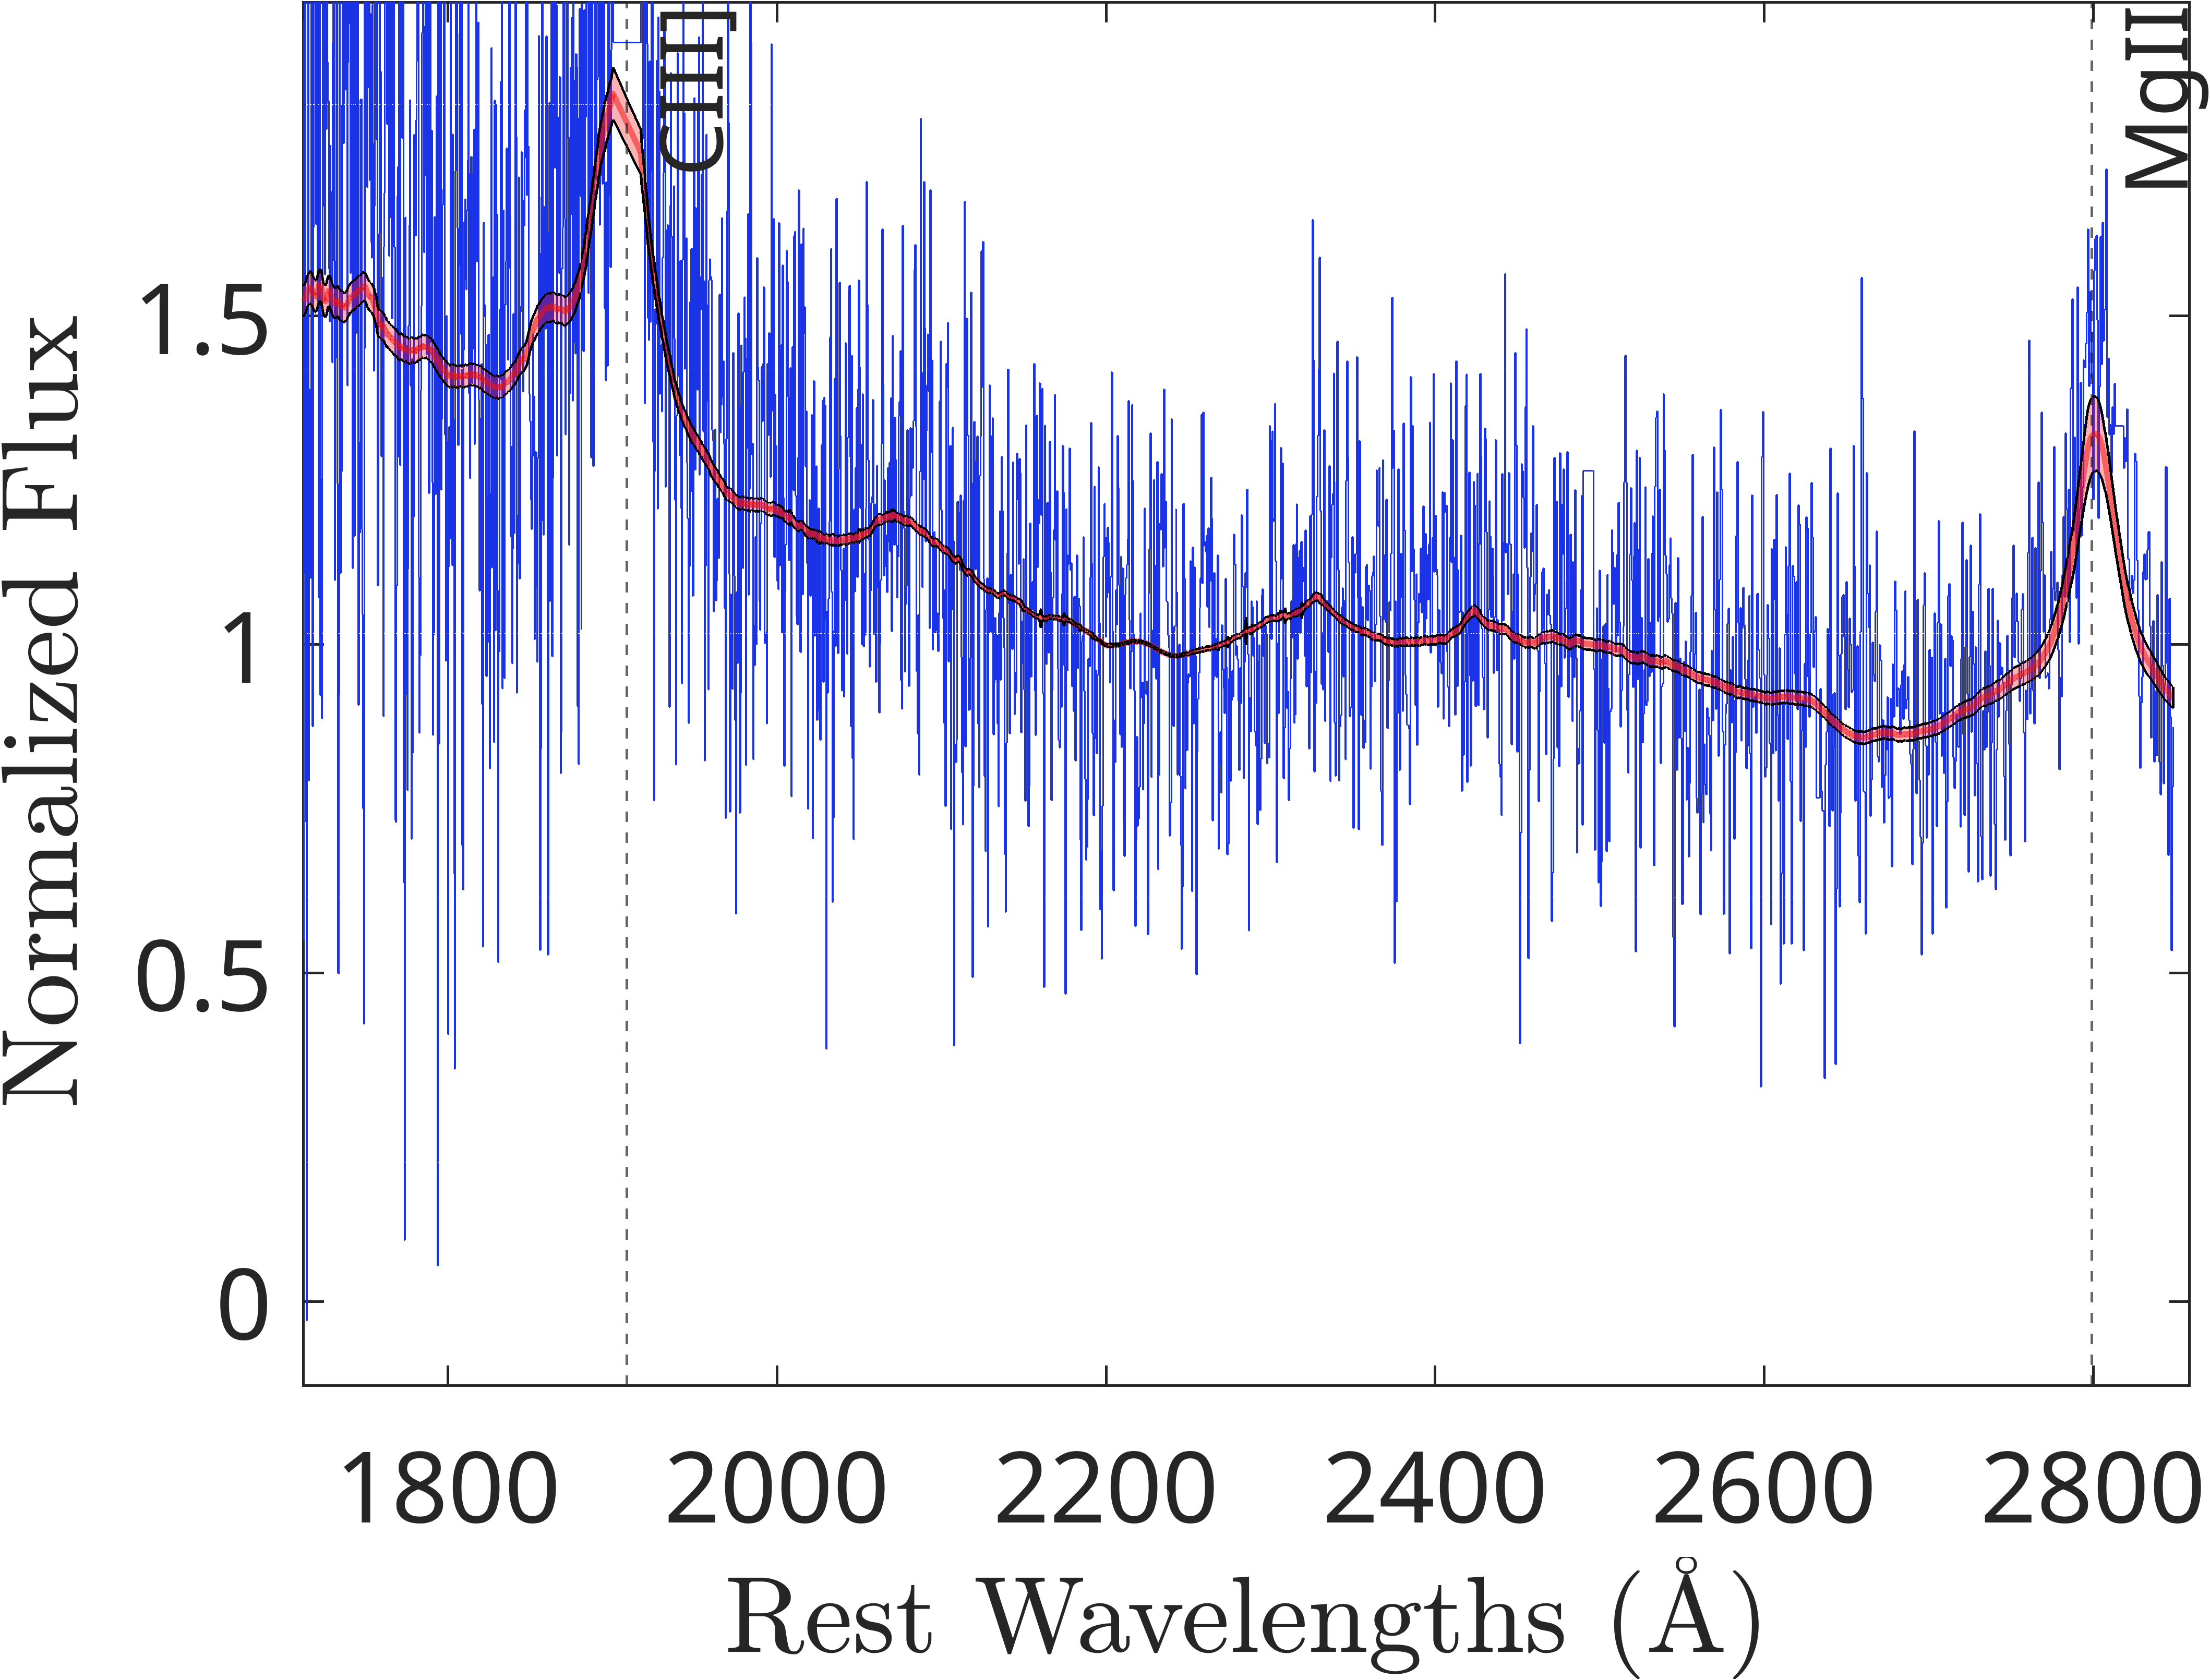 CIII]
MgII
Normalized Flux
1.5
1
0.5
0
1800 2000 2200 2400 2600 2800
Rest Wavelengths (Å)